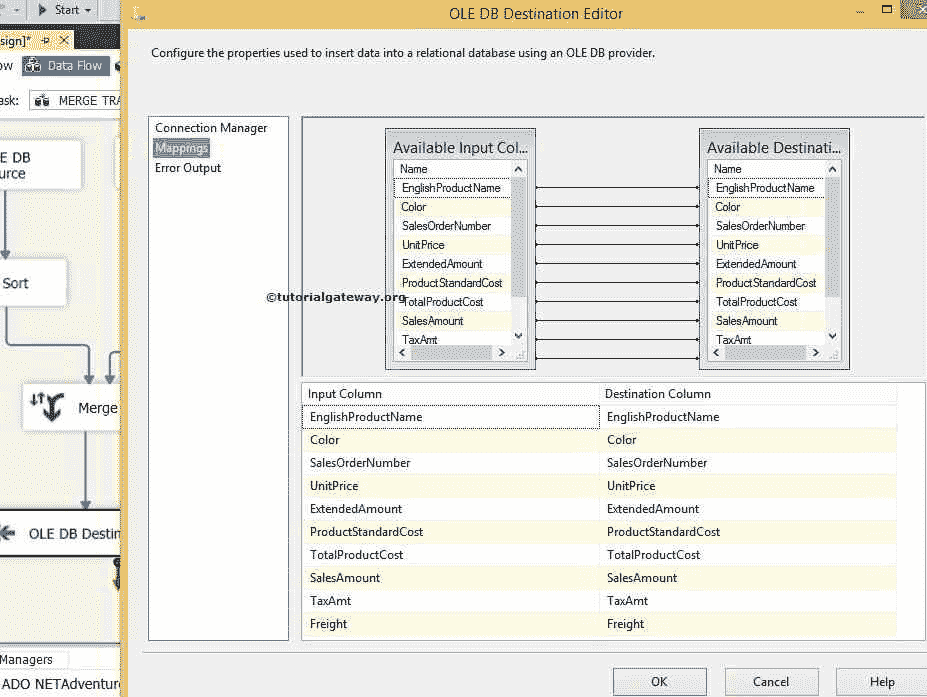 Start
OLE DB Destination Editor
sign]*
Data Flow
Configure the properties used to insert data into a relational database using an OLE DB provider.
MERGE TRA
Connection Manager
Mappings
Error Output
Available Input Col...
Name
EnglishProductName
Color
SalesOrderNumber
UnitPrice
ExtendedAmount
ProductStandardCost
TotalProductCost
SalesAmount
TaxAmt
Available Destinati...
Name
EnglishProductName
Color
SalesOrderNumber
UnitPrice
ExtendedAmount
ProductStandardCost
TotalProductCost
SalesAmount
TaxAmt
©tutorialgateway.org
E DB
urce
Sort
Merge
OLE DB Destin
Managers
ADO NETAdventur
Input Column Destination Column
EnglishProductName EnglishProductName
Color Color
SalesOrderNumber SalesOrderNumber
UnitPrice UnitPrice
ExtendedAmount ExtendedAmount
ProductStandardCost ProductStandardCost
TotalProductCost TotalProductCost
SalesAmount SalesAmount
TaxAmt TaxAmt
Freight Freight
OK Cancel Help